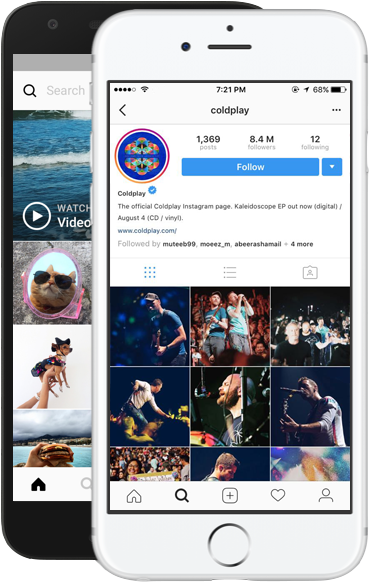 Search
WATCH
Video
7:21 PM
68%
coldplay
1,369
8.4 M
12
posts
followers
following
Follow
Coldplay
The official Coldplay Instagram page. Kaleidoscope EP out now (digital) /
August 4 (CD / vinyl).
www.coldplay.com/
Followed by muteeb99, moeez_m, abeerashamail + 4 more